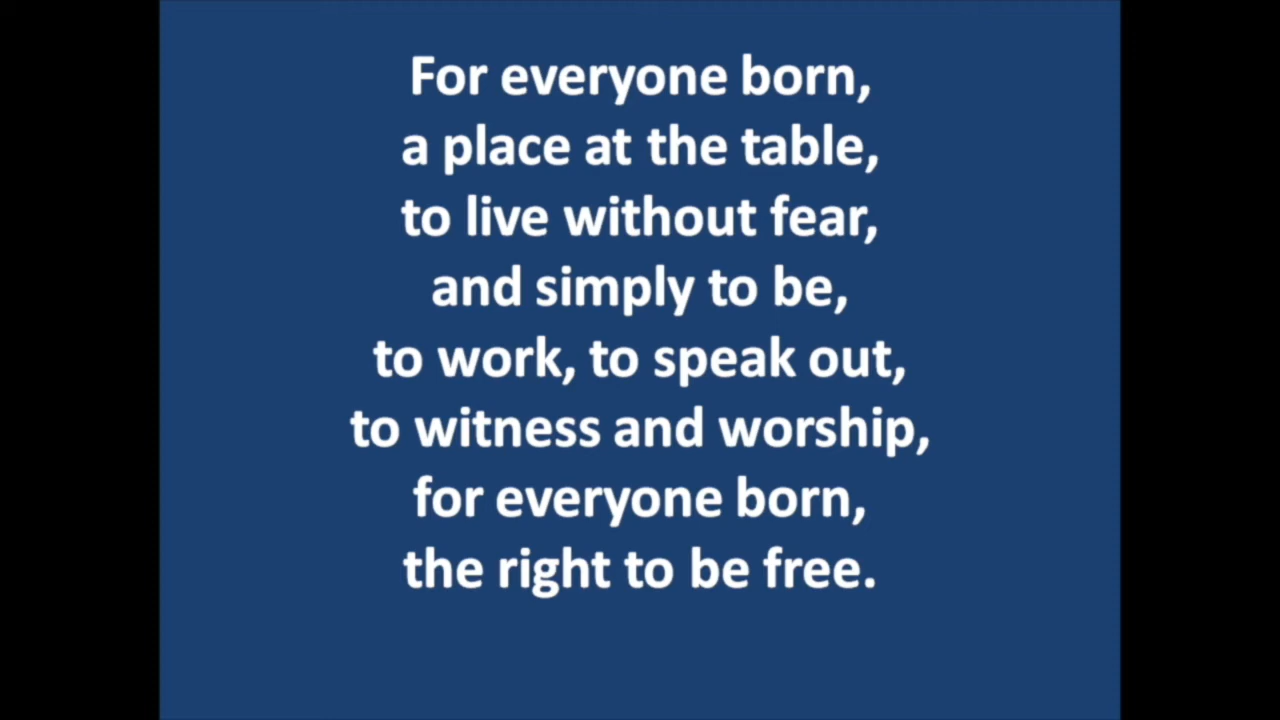 For everyone born,
a place at the table,
to live without fear,
and simply to be,
to work, to speak out,
to witness and worship,
for everyone born,
the right to be free.